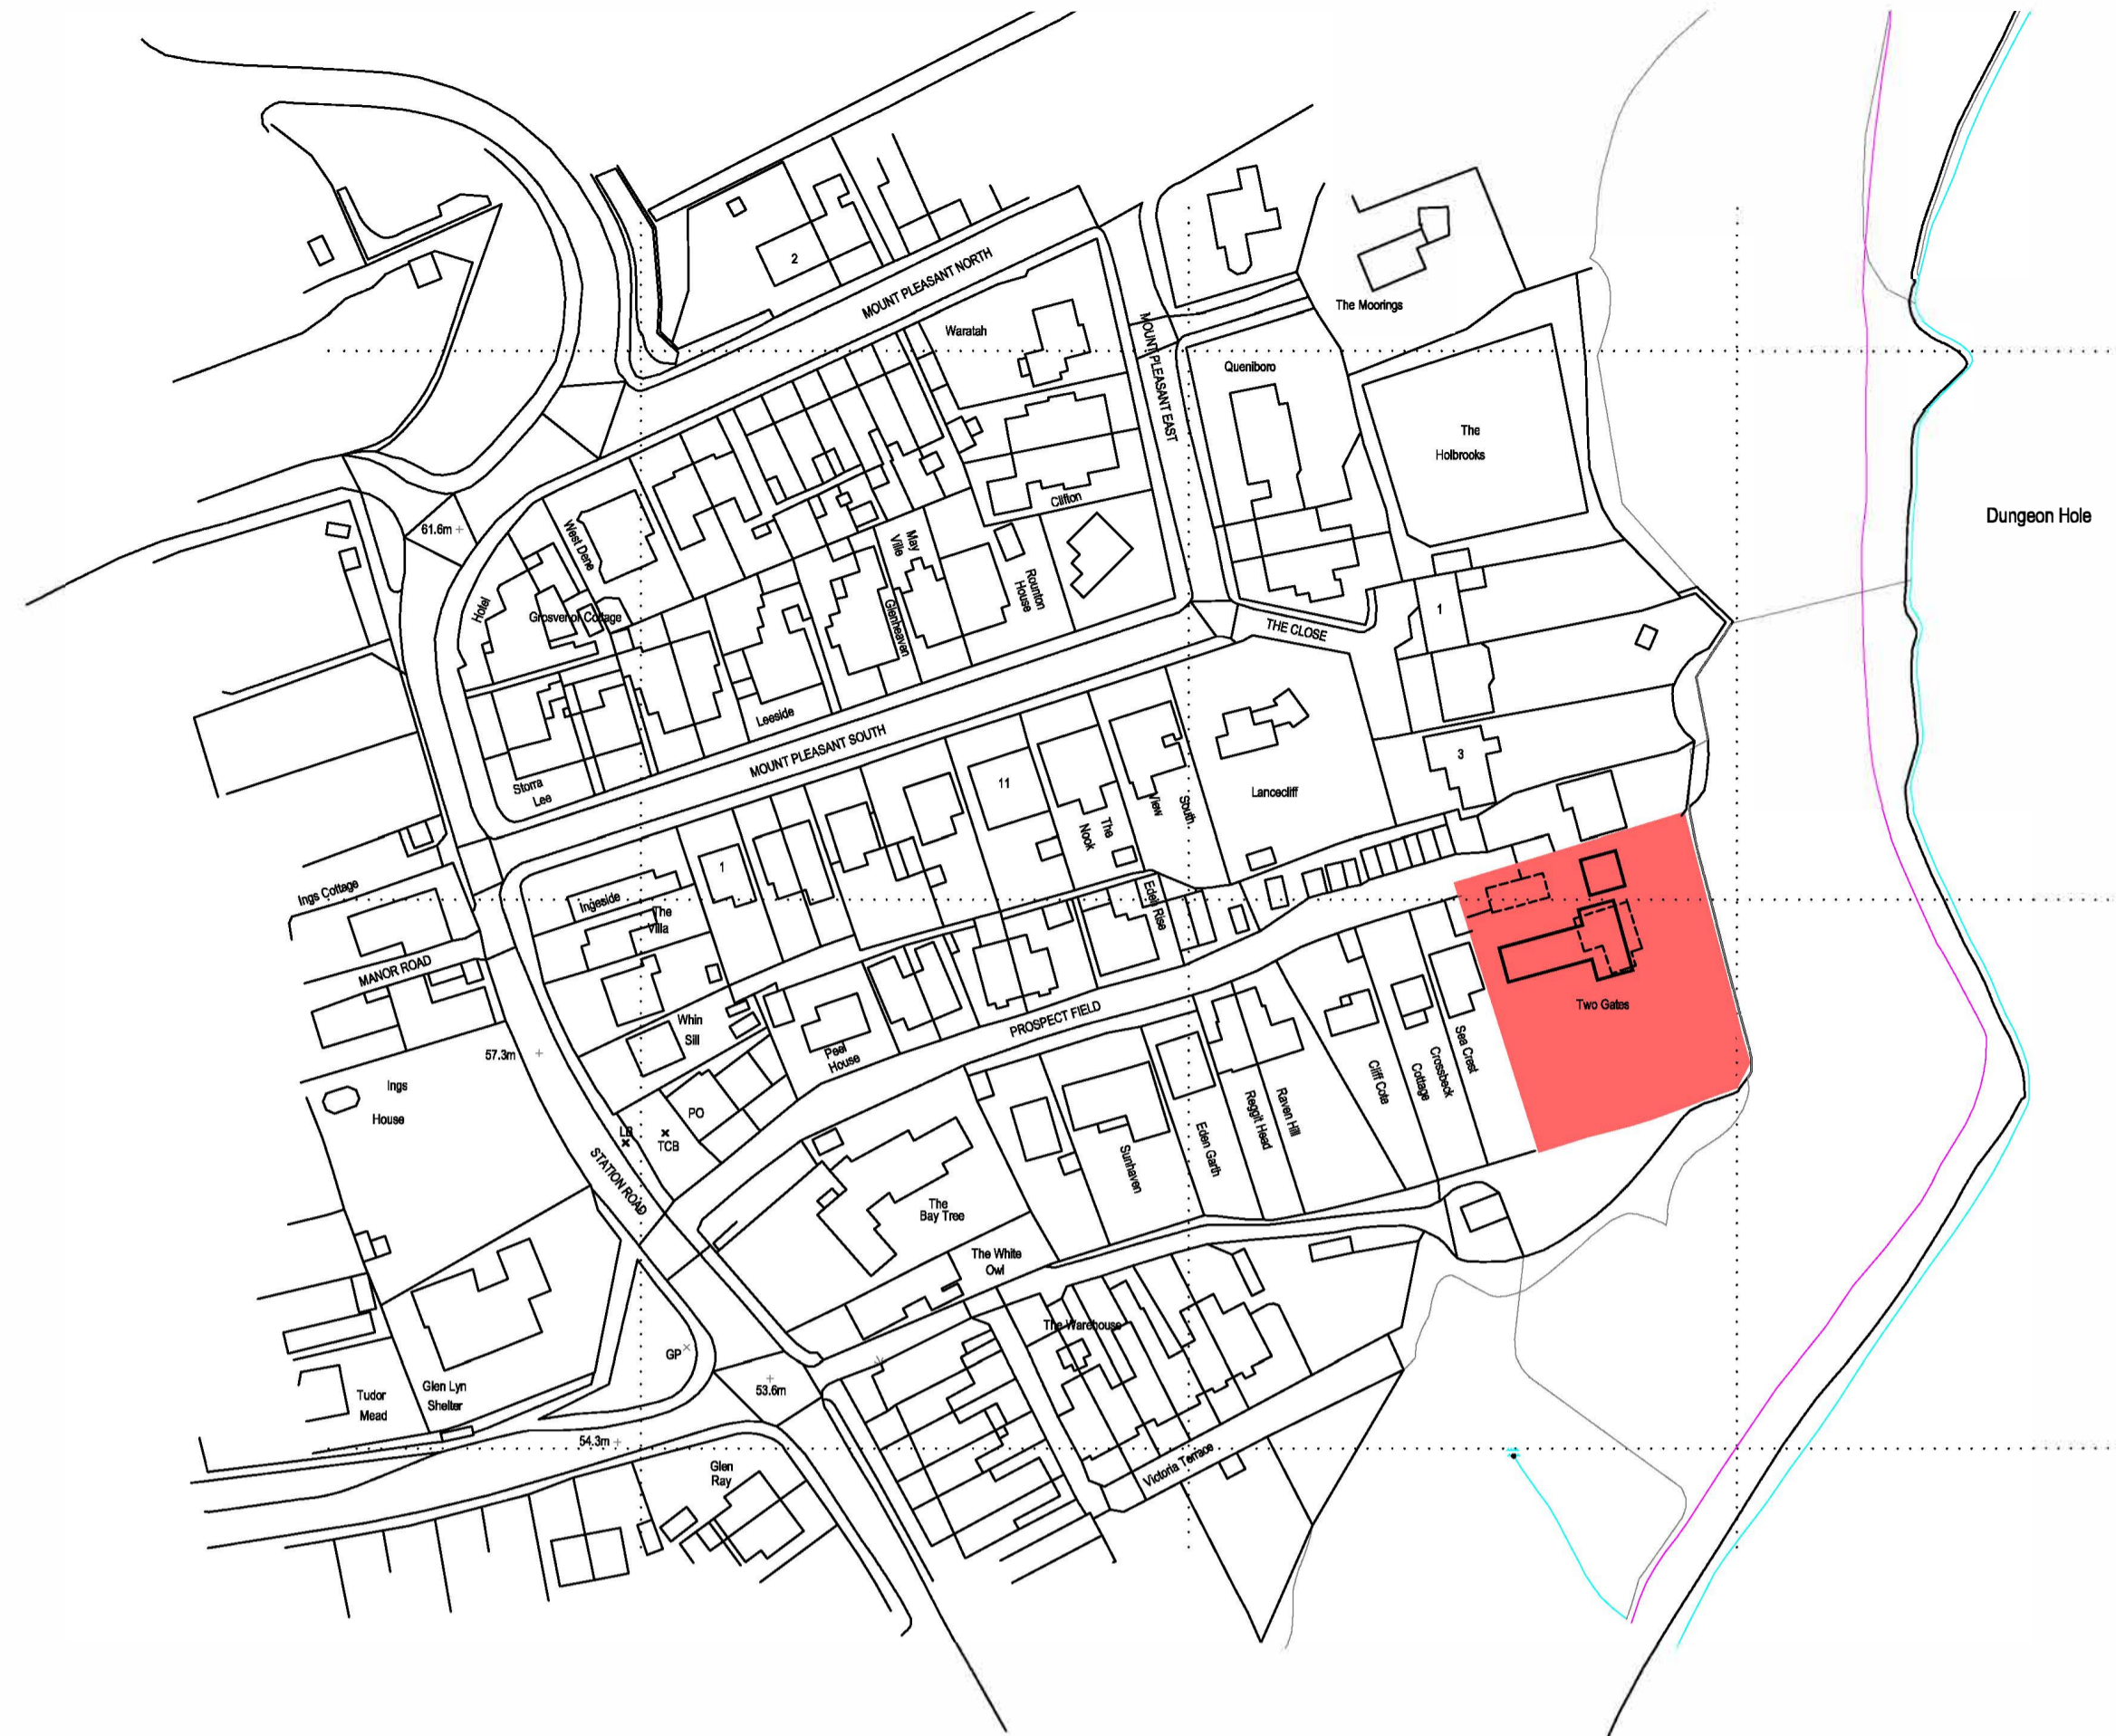 2
MOUNT PLEASANT NORTH
Waratah
The Moorings
MOUNT PLEASANT EAST
Queniboro
The
Holbrooks
Dungeon Hole
61.6m
West Dene
Clifton
May
Ville
Rounton
House
Hotel
Grosvenor Cottage
Glenheaven
1
THE CLOSE
Leeside
MOUNT PLEASANT SOUTH
Storra
Lee
3
11
The
Nook
South
View
Lancecliff
1
Ings Cottage
Ingeside
The
Villa
Eden Rise
MANOR ROAD
Two Gates
Whin
Sill
PROSPECT FIELD
Peel
House
57.3m
Sea Crest
Crossbeck
Cottage
Cliff Cote
Ings
House
PO
LB
TCB
Raven Hill
Reggit Head
Eden Garth
Sunhaven
STATION ROAD
The
Bay Tree
The White
Owl
The Warehouse
GP
53.6m
Tudor
Mead
Glen Lyn
Shelter
54.3m
Glen
Ray
Victoria Terrace